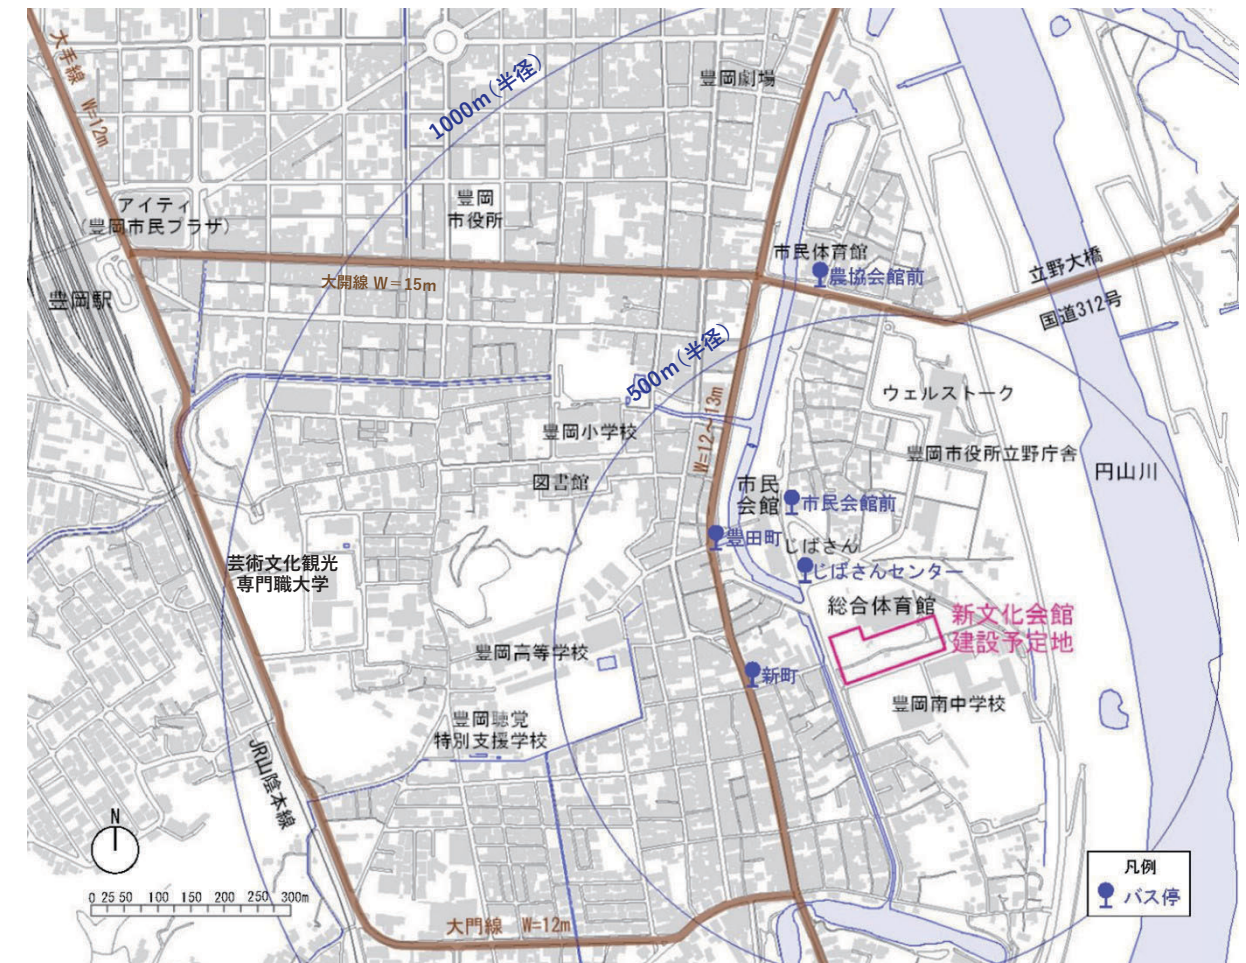 大手線 W=12m
1000m(半径)
豊岡劇場
アイティ
(豊岡市民プラザ)
豊岡
市役所
市民体育館
農協会館前
立野大橋
国道312号
大開線 W=15m
豊岡駅
500m(半径)
W=12~13m
ウェルストーク
豊岡小学校
豊岡市役所立野庁舎
円山川
図書館
市民
会館
市民会館前
豊田町
じばさん
じばさんセンター
芸術文化観光
専門職大学
総合体育館
新文化会館
建設予定地
豊岡高等学校
新町
豊岡南中学校
豊岡聴覚
特別支援学校
JR山陰本線
N
0 25 50 100 150 200 250 300m
大門線 W=12m
凡例
バス停